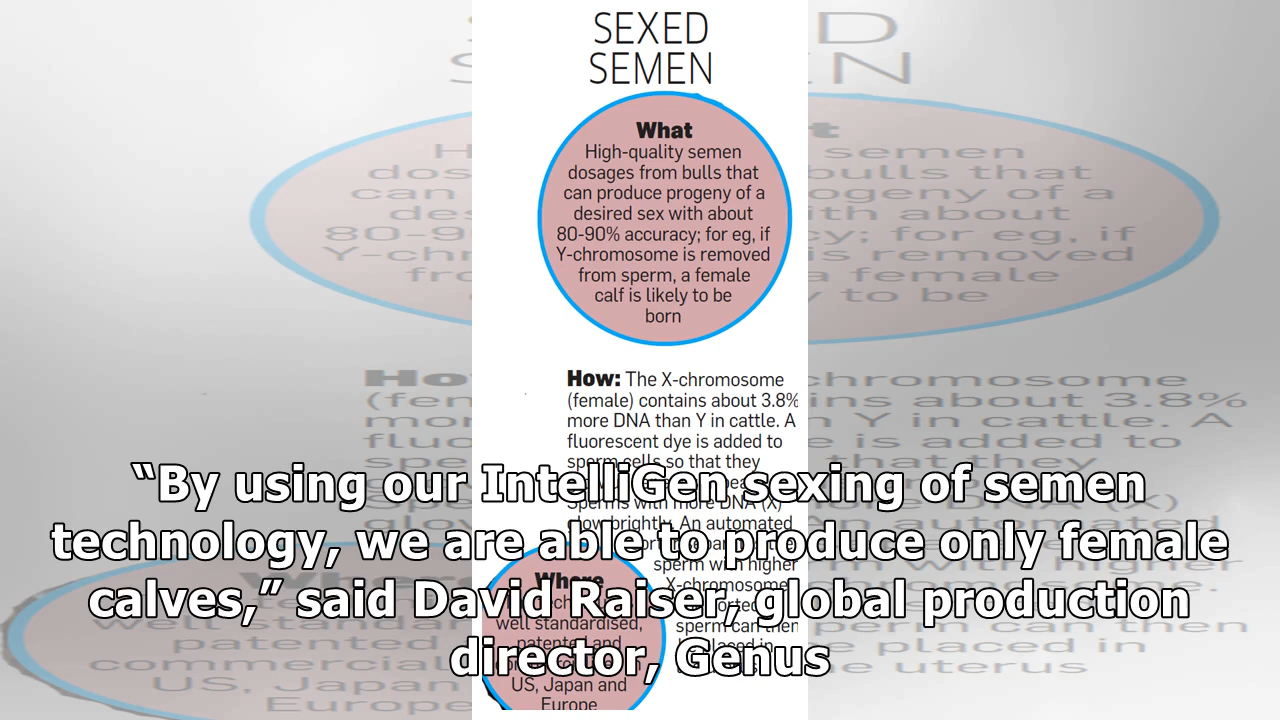 SEXED
SEMEN
What
High-quality semen
dosages from bulls that
can produce progeny of a
desired sex with about
80-90% accuracy; for eg, if
Y-chromosome is removed
from sperm, a female
calf is likely to be
born
How: The X-chromosome
(female) contains about 3.8%
more DNA than Y in cattle. A
fluorescent dye is added to
sperm cells so that they
sperms with more DNA (X)
glow brightly. An automated
sperm with higher
X-chromosome
sperm can then
Where
well standardised,
patented and
US, Japan and
Europe
“By using our IntelliGen sexing of semen
technology, we are able to produce only female
calves,” said David Raiser, global production
director, Genus